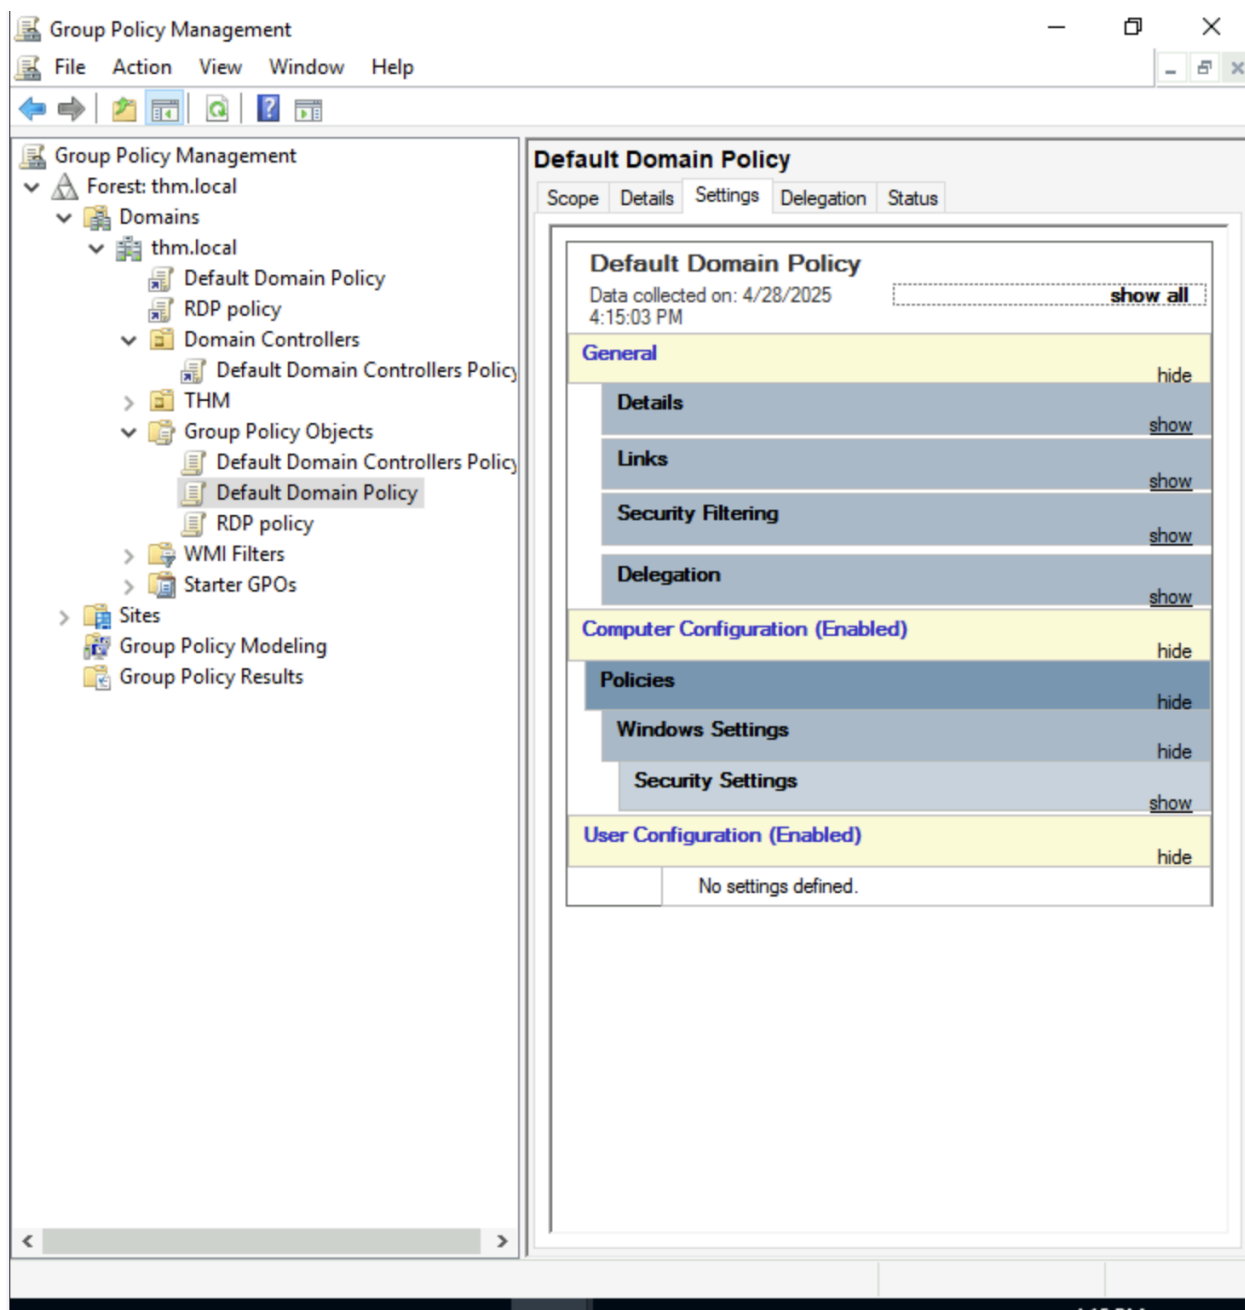 Group Policy Management
File Action View Window Help
Group Policy Management
Forest: thm.local
Domains
thm.local
Default Domain Policy
RDP policy
Domain Controllers
Default Domain Controllers Policy
THM
Group Policy Objects
Default Domain Controllers Policy
Default Domain Policy
RDP policy
WMI Filters
Starter GPOs
Sites
Group Policy Modeling
Group Policy Results
Default Domain Policy
Scope Details Settings Delegation Status
Default Domain Policy
Data collected on: 4/28/2025
4:15:03 PM
show all
General
hide
Details
show
Links
show
Security Filtering
show
Delegation
show
Computer Configuration (Enabled)
hide
Policies
hide
Windows Settings
hide
Security Settings
show
User Configuration (Enabled)
hide
No settings defined.